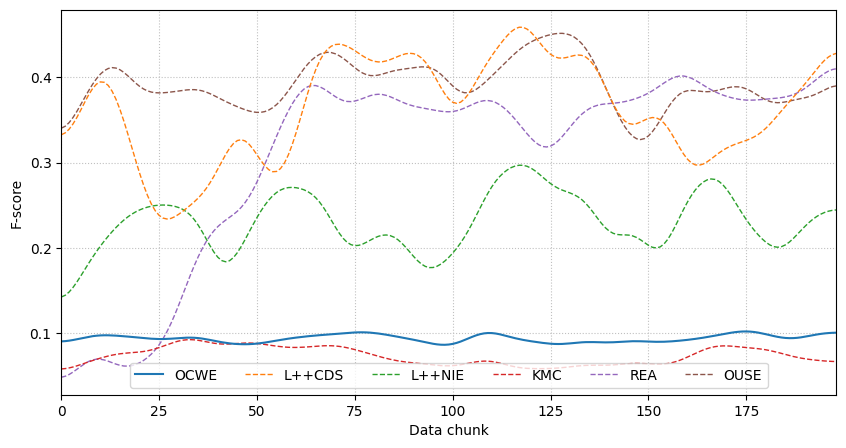 0.4
0.3
0.2
0.1
F-score
OCWE L++CDS L++NIE KMC REA OUSE
0 25 50 75 100 125 150 175
Data chunk